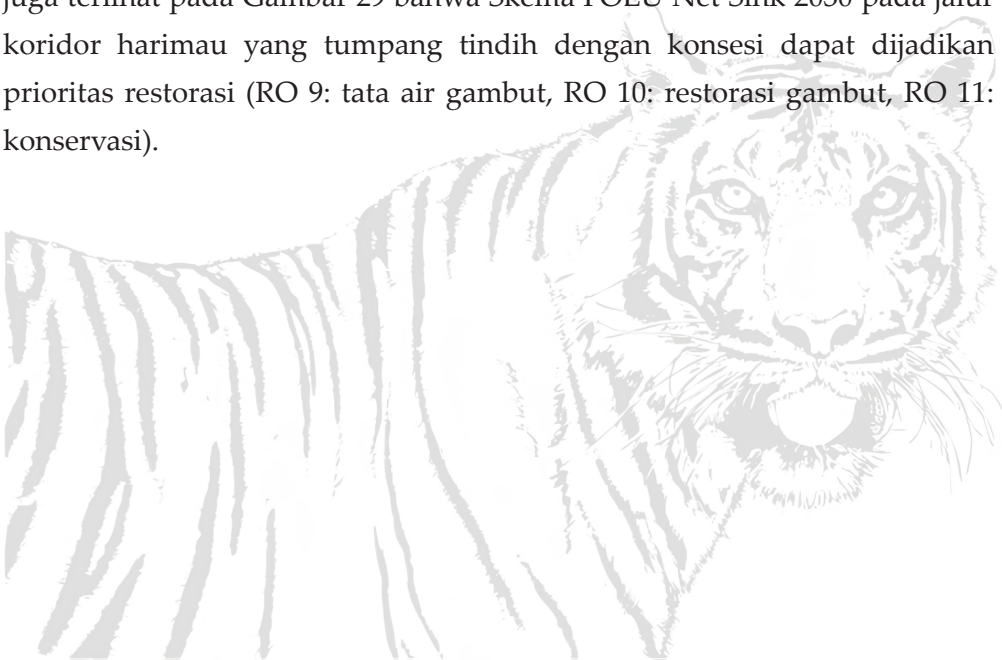 juga terlihat pada Gambar 29 bahwa Skema FOLU Net Sink 2030 pada jalur
koridor harimau yang tumpang tindih dengan konsesi dapat dijadikan
prioritas restorasi (RO 9: tata air gambut, RO 10: restorasi gambut, RO 11:
konservasi).